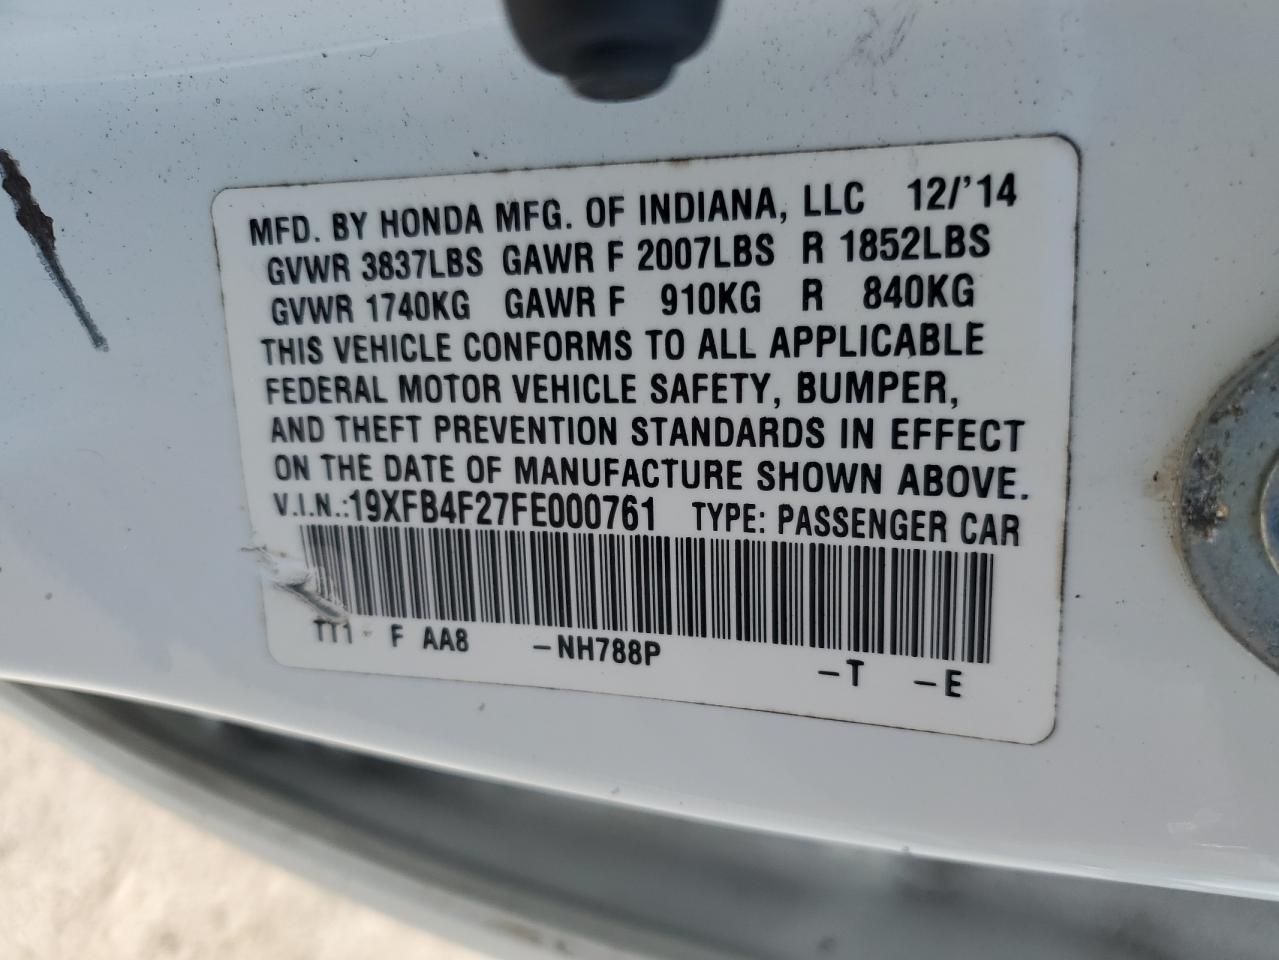 MFD. BY HONDA MFG. OF INDIANA, LLC 12/'14
GVWR 3837LBS GAWR F 2007LBS R 1852LBS
GVWR 1740KG GAWR F 910KG R 840KG
THIS VEHICLE CONFORMS TO ALL APPLICABLE
FEDERAL MOTOR VEHICLE SAFETY, BUMPER,
AND THEFT PREVENTION STANDARDS IN EFFECT
ON THE DATE OF MANUFACTURE SHOWN ABOVE.
V.I.N.:19XFB4F27FE000761 TYPE: PASSENGER CAR
TT1 F AA8 –NH788P –T –E